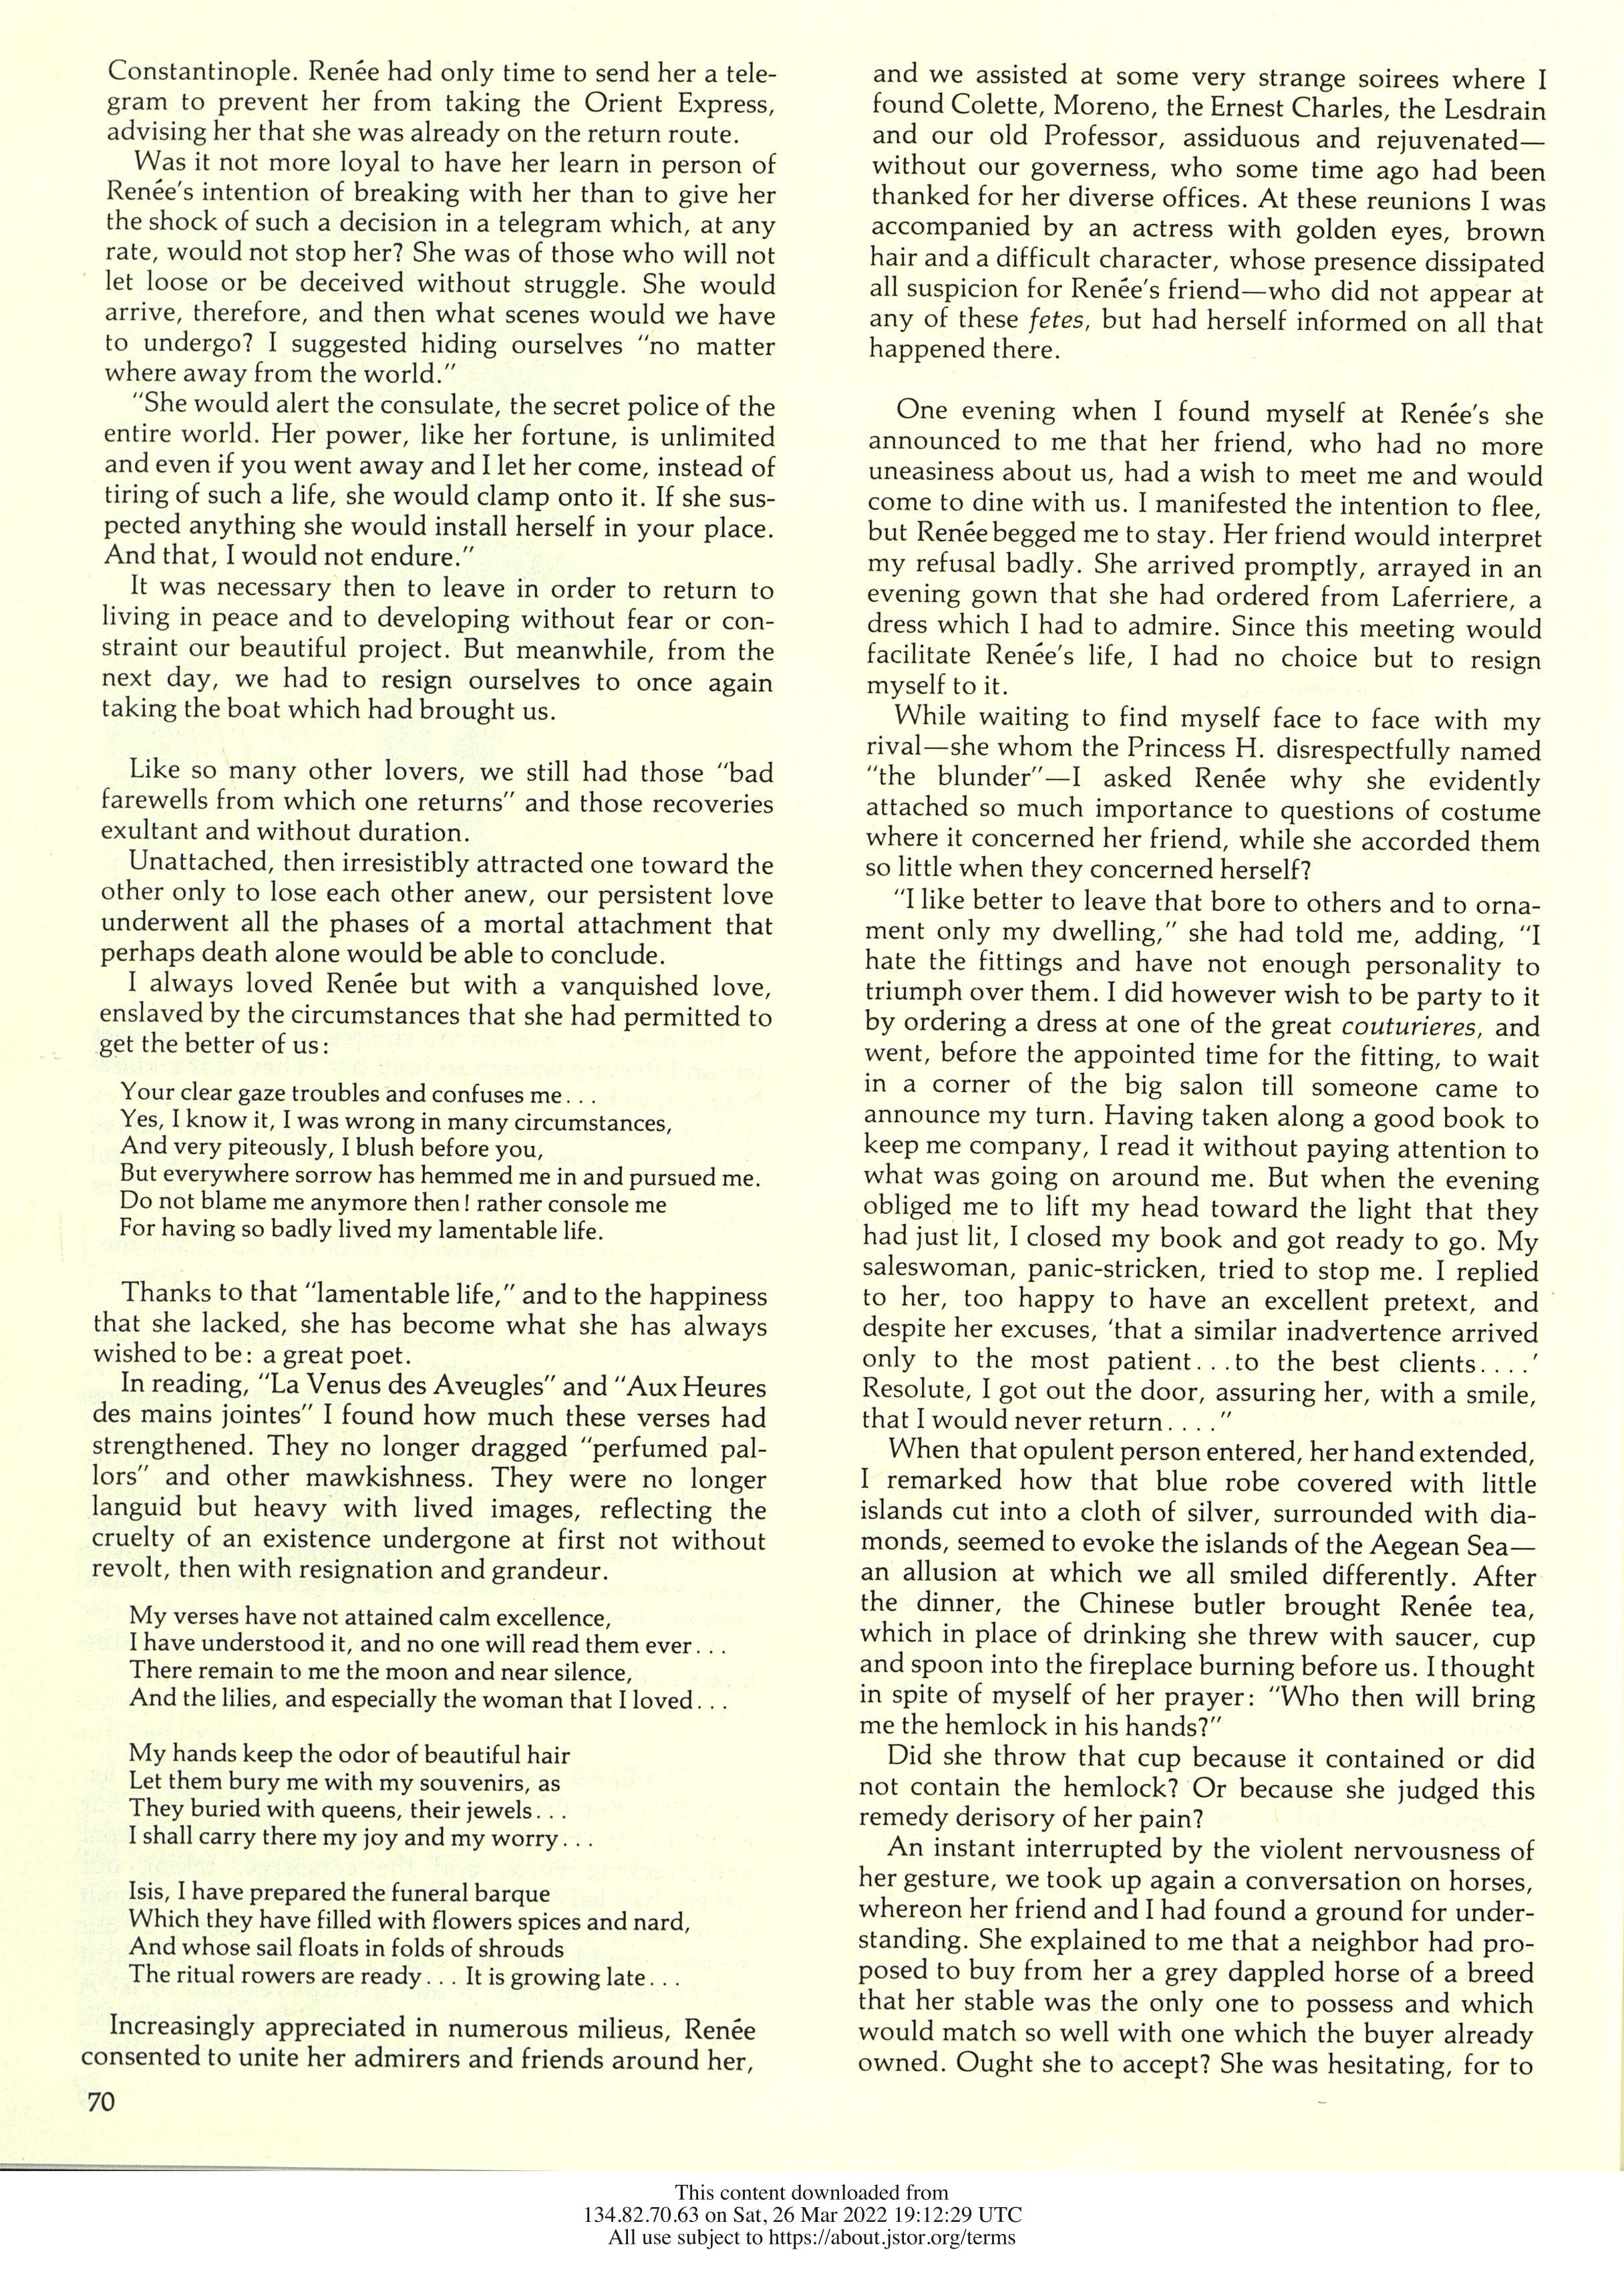 Constantinople. Renée had only time to send her a tele-
gram to prevent her from taking the Orient Express,
advising her that she was already on the return route.
Was it not more loyal to have her learn in person of
Renée's intention of breaking with her than to give her
the shock of such a decision in a telegram which, at any
rate, would not stop her? She was of those who will not
let loose or be deceived without struggle. She would
arrive, therefore, and then what scenes would we have
to undergo? I suggested hiding ourselves "no matter
where away from the world."
"She would alert the consulate, the secret police of the
entire world. Her power, like her fortune, is unlimited
and even if you went away and I let her come, instead of
tiring of such a life, she would clamp onto it. If she sus-
pected anything she would install herself in your place.
And that, I would not endure."
It was necessary then to leave in order to return to
living in peace and to developing without fear or con-
straint our beautiful project. But meanwhile, from the
next day, we had to resign ourselves to once again
taking the boat which had brought us.
Like so many other lovers, we still had those "bad
farewells from which one returns" and those recoveries
exultant and without duration.
Unattached, then irresistibly attracted one toward the
other only to lose each other anew, our persistent love
underwent all the phases of a mortal attachment that
perhaps death alone would be able to conclude.
I always loved Renée but with a vanquished love,
enslaved by the circumstances that she had permitted to
get the better of us:
Your clear gaze troubles and confuses me . . .
Yes, I know it, I was wrong in many circumstances,
And very piteously, I blush before you,
But everywhere sorrow has hemmed me in and pursued me.
Do not blame me anymore then! rather console me
For having so badly lived my lamentable life.
Thanks to that "lamentable life," and to the happiness
that she lacked, she has become what she has always
wished to be: a great poet.
In reading, "La Venus des Aveugles" and "Aux Heures
des mains jointes" I found how much these verses had
strengthened. They no longer dragged "perfumed pal-
lors" and other mawkishness. They were no longer
languid but heavy with lived images, reflecting the
cruelty of an existence undergone at first not without
revolt, then with resignation and grandeur.
My verses have not attained calm excellence,
I have understood it, and no one will read them ever . . .
There remain to me the moon and near silence,
And the lilies, and especially the woman that I loved . . .
My hands keep the odor of beautiful hair
Let them bury me with my souvenirs, as
They buried with queens, their jewels . . .
I shall carry there my joy and my worry . . .
Isis, I have prepared the funeral barque
Which they have filled with flowers spices and nard,
And whose sail floats in folds of shrouds
The ritual rowers are ready . . . It is growing late . . .
Increasingly appreciated in numerous milieus, Renée
consented to unite her admirers and friends around her,
70
and we assisted at some very strange soirees where I
found Colette, Moreno, the Ernest Charles, the Lesdrain
and our old Professor, assiduous and rejuvenated—
without our governess, who some time ago had been
thanked for her diverse offices. At these reunions I was
accompanied by an actress with golden eyes, brown
hair and a difficult character, whose presence dissipated
all suspicion for Renée's friend—who did not appear at
any of these fetes, but had herself informed on all that
happened there.
One evening when I found myself at Renée's she
announced to me that her friend, who had no more
uneasiness about us, had a wish to meet me and would
come to dine with us. I manifested the intention to flee,
but Renée begged me to stay. Her friend would interpret
my refusal badly. She arrived promptly, arrayed in an
evening gown that she had ordered from Laferriere, a
dress which I had to admire. Since this meeting would
facilitate Renée's life, I had no choice but to resign
myself to it.
While waiting to find myself face to face with my
rival—she whom the Princess H. disrespectfully named
"the blunder"—I asked Renée why she evidently
attached so much importance to questions of costume
where it concerned her friend, while she accorded them
so little when they concerned herself?
"I like better to leave that bore to others and to orna-
ment only my dwelling," she had told me, adding, "I
hate the fittings and have not enough personality to
triumph over them. I did however wish to be party to it
by ordering a dress at one of the great couturieres, and
went, before the appointed time for the fitting, to wait
in a corner of the big salon till someone came to
announce my turn. Having taken along a good book to
keep me company, I read it without paying attention to
what was going on around me. But when the evening
obliged me to lift my head toward the light that they
had just lit, I closed my book and got ready to go. My
saleswoman, panic-stricken, tried to stop me. I replied
to her, too happy to have an excellent pretext, and
despite her excuses, 'that a similar inadvertence arrived
only to the most patient . . . to the best clients. . . .'
Resolute, I got out the door, assuring her, with a smile,
that I would never return. . . ."
When that opulent person entered, her hand extended,
I remarked how that blue robe covered with little
islands cut into a cloth of silver, surrounded with dia-
monds, seemed to evoke the islands of the Aegean Sea—
an allusion at which we all smiled differently. After
the dinner, the Chinese butler brought Renée tea,
which in place of drinking she threw with saucer, cup
and spoon into the fireplace burning before us. I thought
in spite of myself of her prayer: "Who then will bring
me the hemlock in his hands?"
Did she throw that cup because it contained or did
not contain the hemlock? Or because she judged this
remedy derisory of her pain?
An instant interrupted by the violent nervousness of
her gesture, we took up again a conversation on horses,
whereon her friend and I had found a ground for under-
standing. She explained to me that a neighbor had pro-
posed to buy from her a grey dappled horse of a breed
that her stable was the only one to possess and which
would match so well with one which the buyer already
owned. Ought she to accept? She was hesitating, for to
This content downloaded from
134.82.70.63 on Sat, 26 Mar 2022 19:12:29 UTC
All use subject to https://about.jstor.org/terms